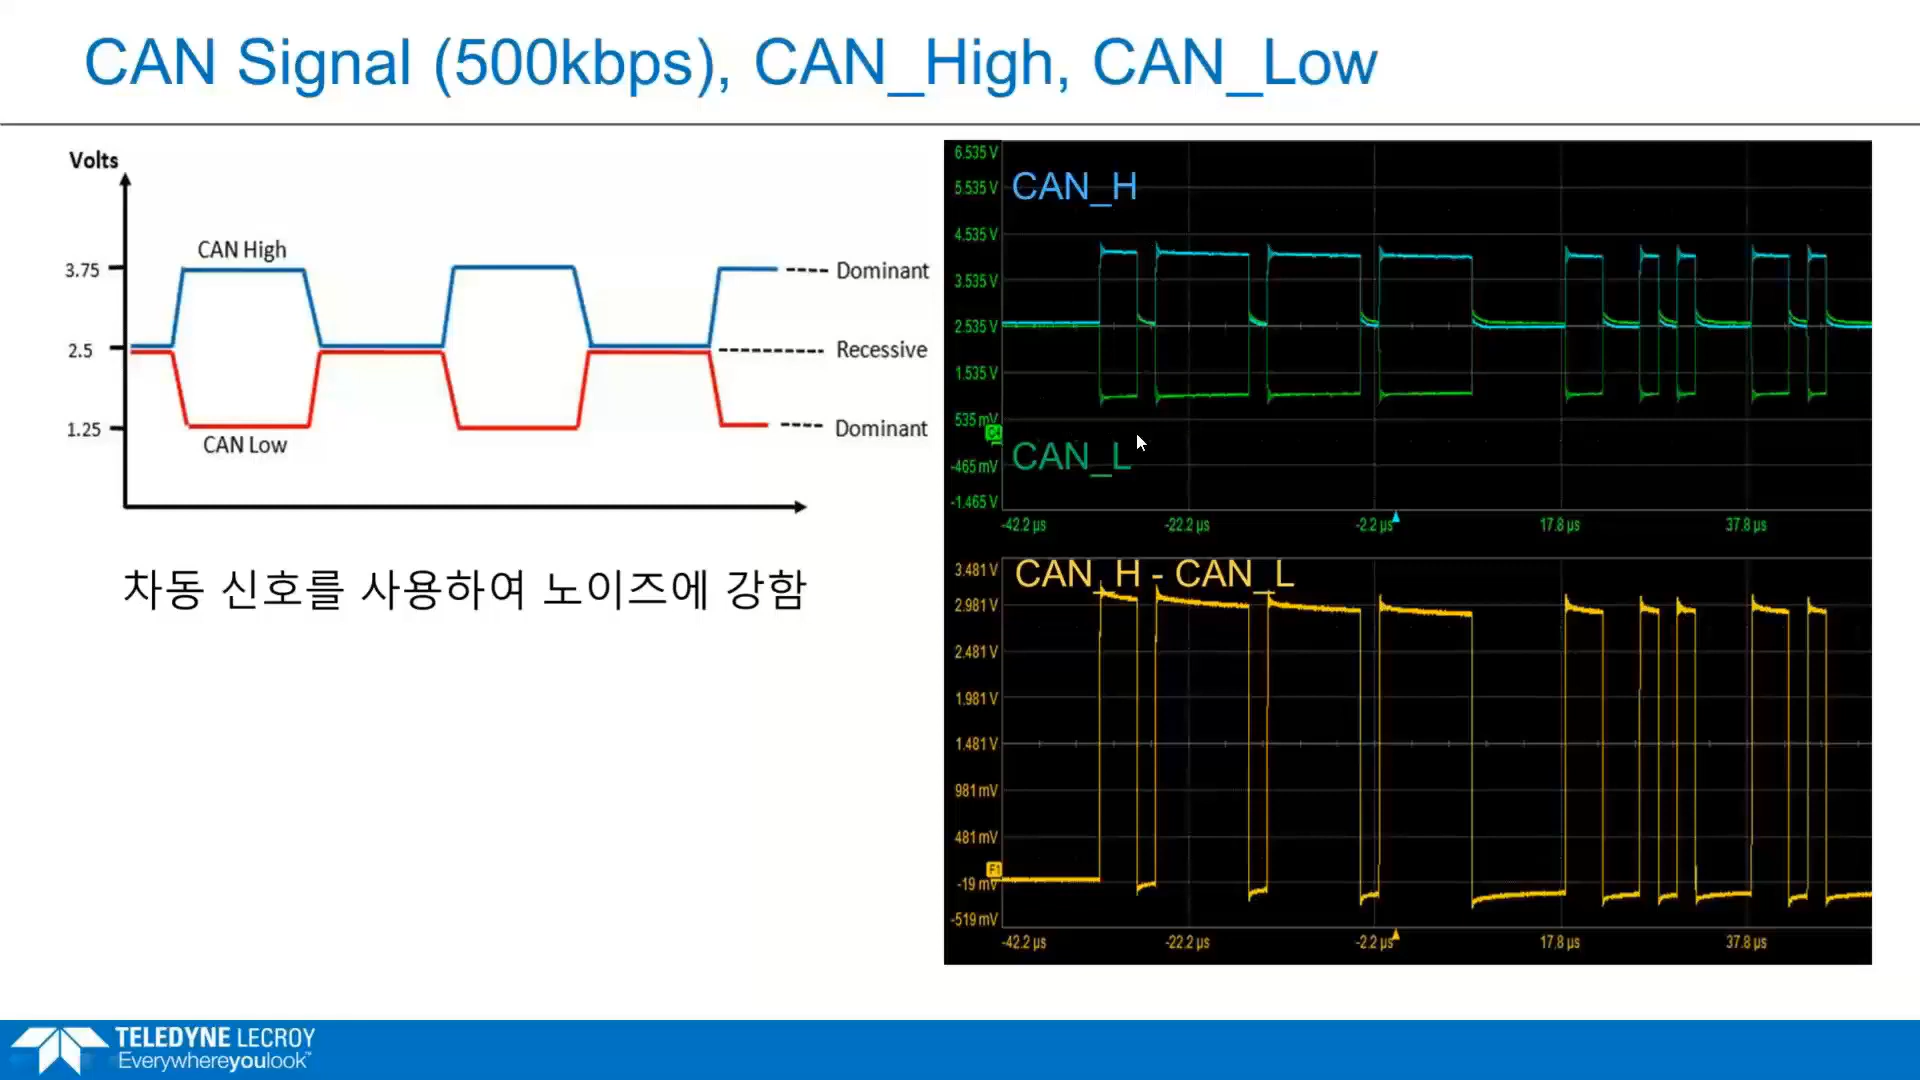 CAN Signal (500kbps), CAN_High, CAN_Low
Volts
CAN High
3.75
Dominant
2.5
Recessive
1.25
Dominant
CAN Low
차동 신호를 사용하여 노이즈에 강함
6.535 V
5.535 V
CAN_H
4.535 V
3.535 V
2.535 V
1.535 V
535 mV
C4
CAN_L
-465 mV
-1.465 V
-42.2 µs -22.2 µs -2.2 µs 17.8 µs 37.8 µs
3.481 V
CAN_H - CAN_L
2.981 V
2.481 V
1.981 V
1.481 V
981 mV
481 mV
F1
-19 mV
-519 mV
-42.2 µs -22.2 µs -2.2 µs 17.8 µs 37.8 µs
TELEDYNE LECROY
Everywhereyoulook™